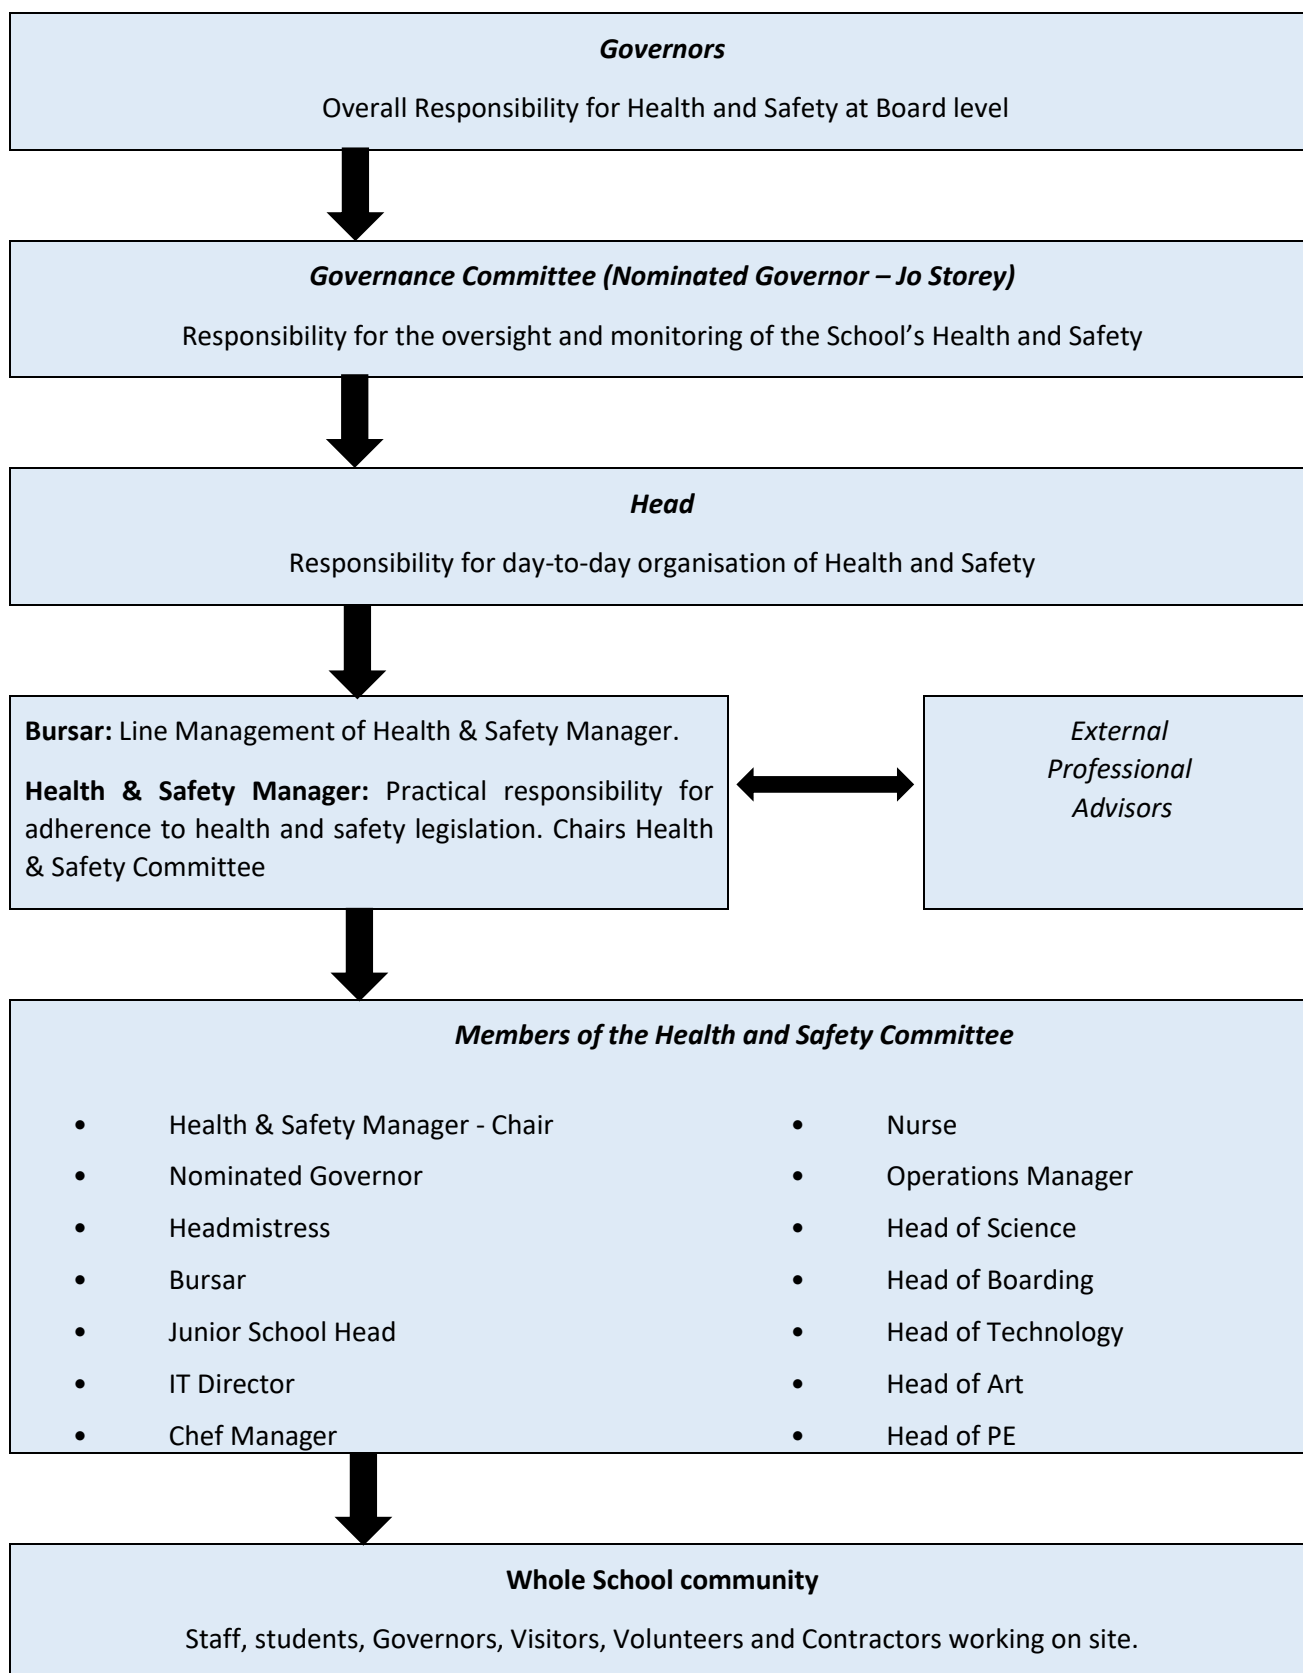 Governors
Overall Responsibility for Health and Safety at Board level
Governance Committee (Nominated Governor – Jo Storey)
Responsibility for the oversight and monitoring of the School’s Health and Safety
Head
Responsibility for day-to-day organisation of Health and Safety
Bursar: Line Management of Health & Safety Manager.
Health & Safety Manager: Practical responsibility for
adherence to health and safety legislation. Chairs Health
& Safety Committee
External
Professional
Advisors
Members of the Health and Safety Committee
• Health & Safety Manager - Chair
• Nominated Governor
• Headmistress
• Bursar
• Junior School Head
• IT Director
• Chef Manager
• Nurse
• Operations Manager
• Head of Science
• Head of Boarding
• Head of Technology
• Head of Art
• Head of PE
Whole School community
Staff, students, Governors, Visitors, Volunteers and Contractors working on site.